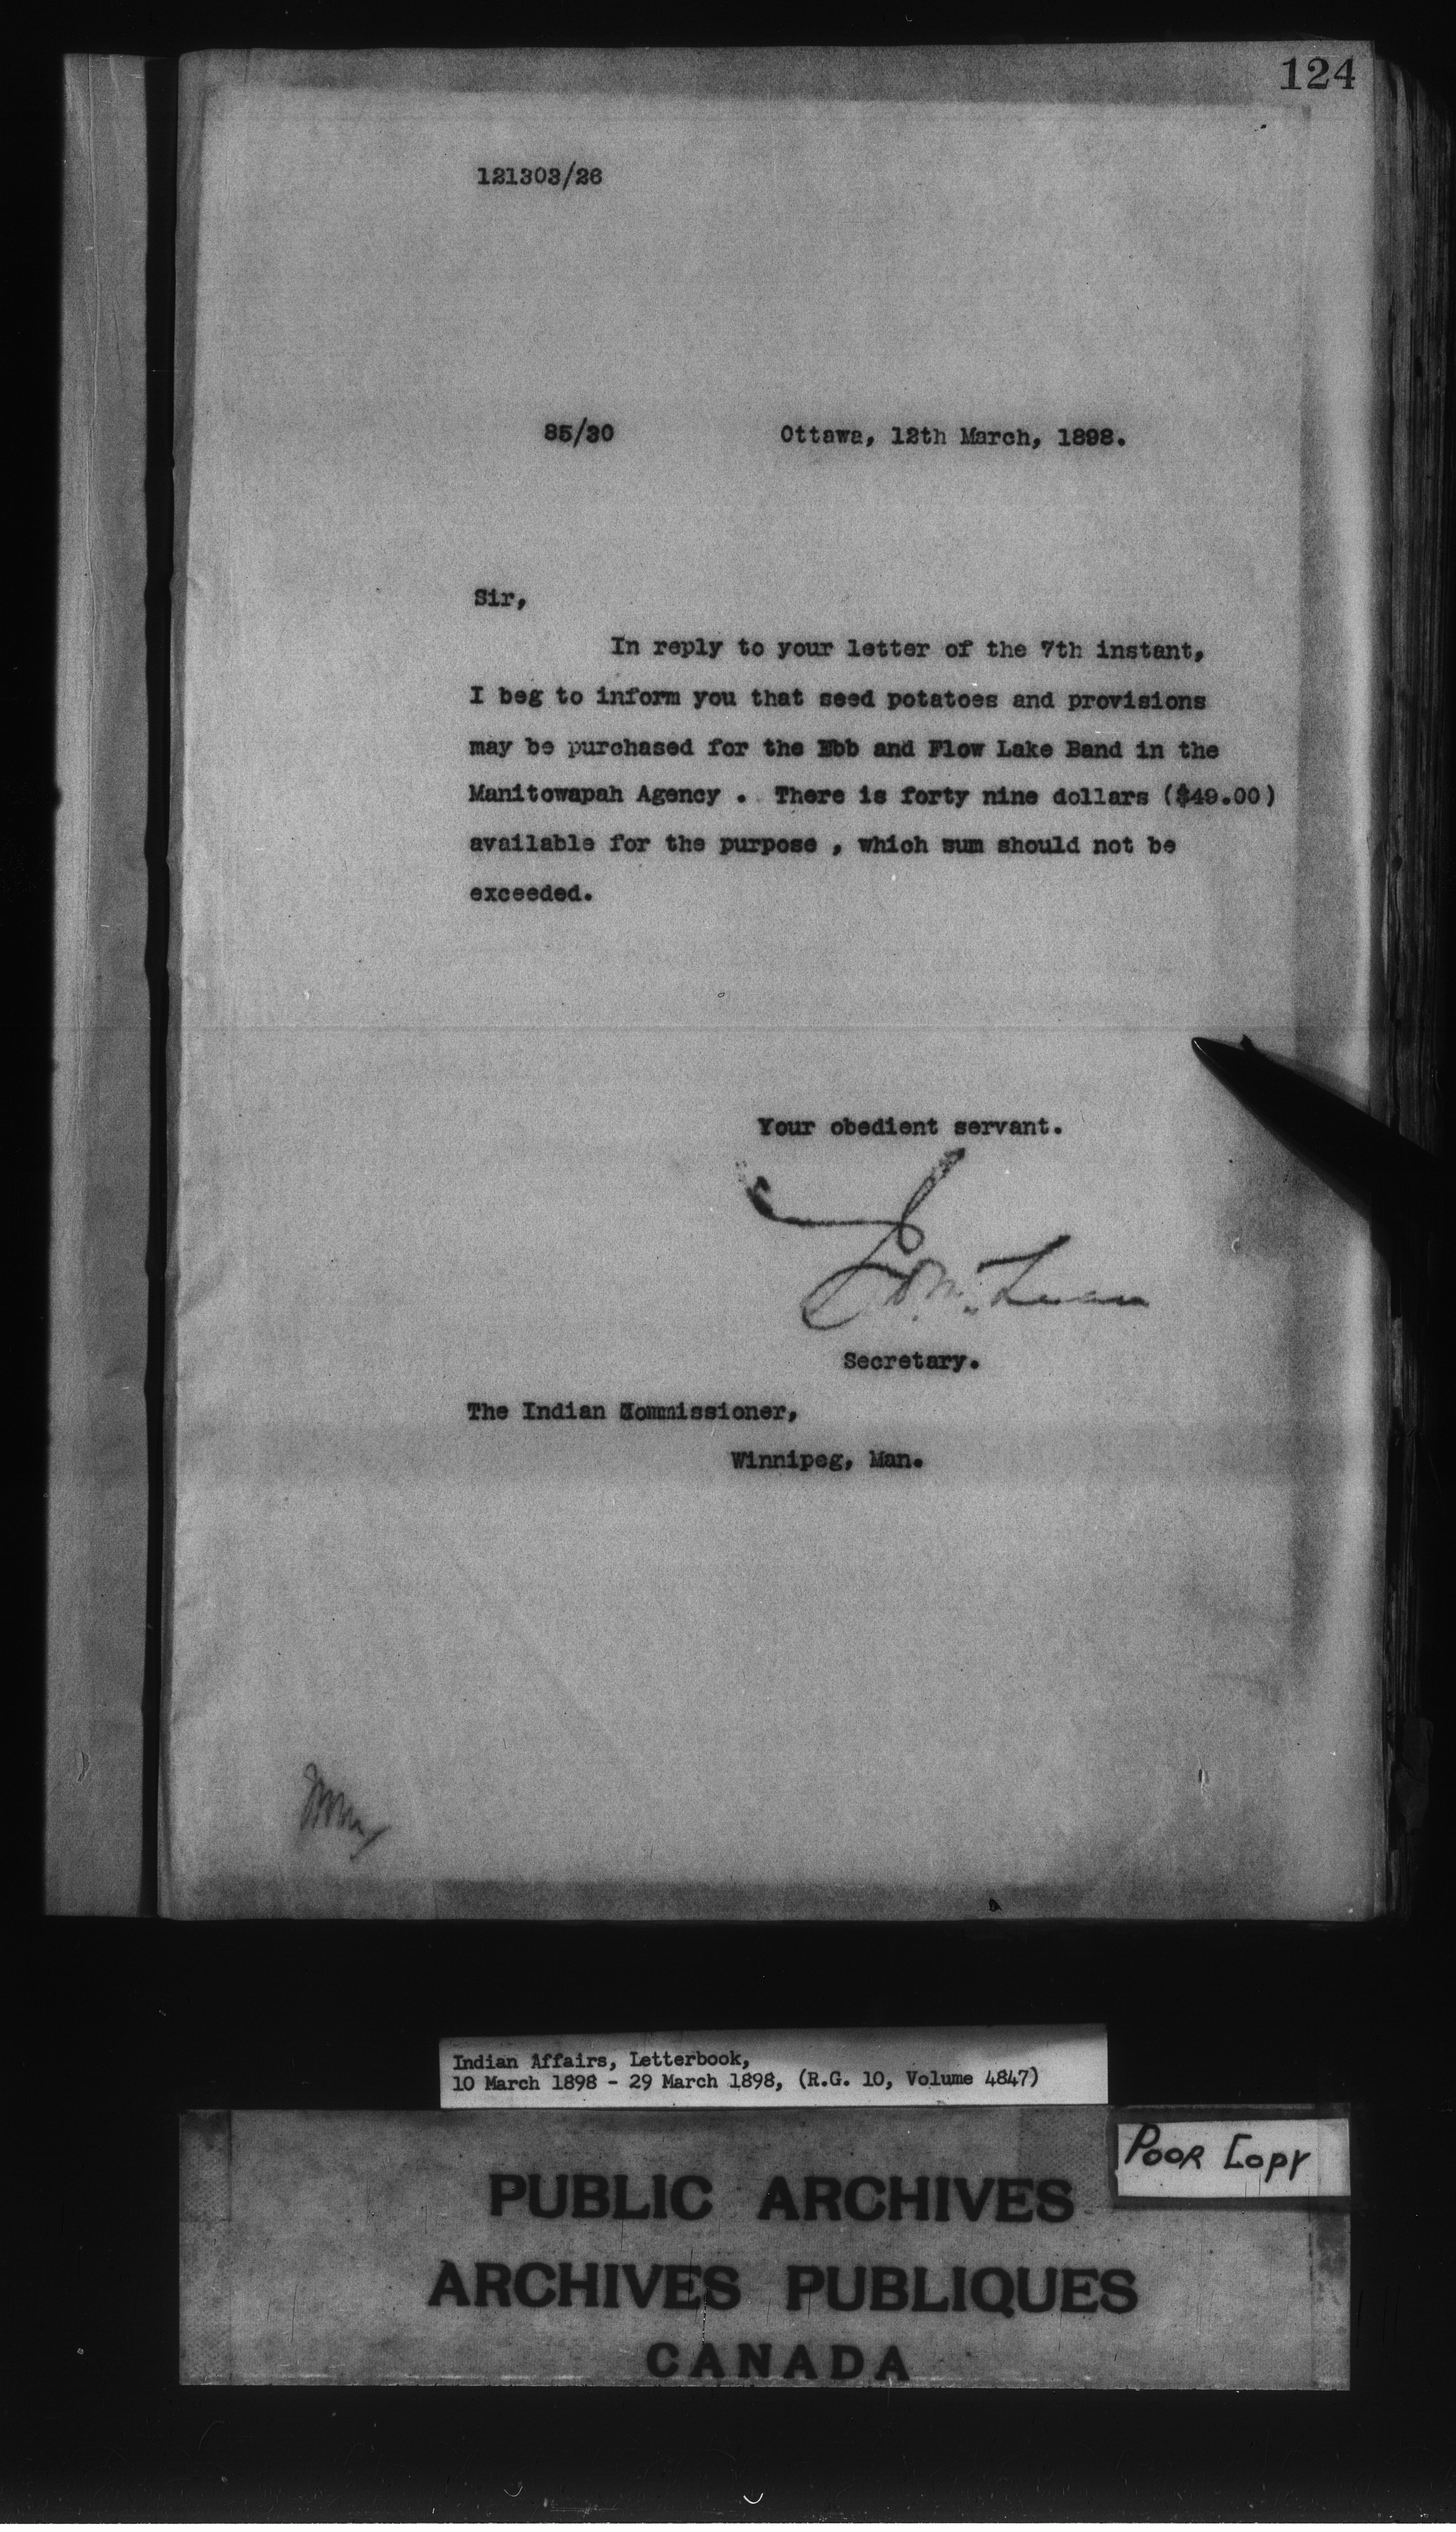 124
121303/26
85/30 Ottawa, 12th March, 1898.
Sir,
In reply to your letter of the 7th instant,
I beg to inform you that seed potatoes and provisions
may be purchased for the Ebb and Flow Lake Band in the
Manitowapah Agency . There is forty nine dollars ($49.00)
available for the purpose , which sum should not be
exceeded.
Your obedient servant.
J D McLean
Secretary.
The Indian Commissioner,
Winnipeg, Man.
Indian Affairs, Letterbook,
10 March 1898 - 29 March 1898, (R.G. 10, Volume 4847)
POOR COPY
PUBLIC ARCHIVES
ARCHIVES PUBLIQUES
CANADA